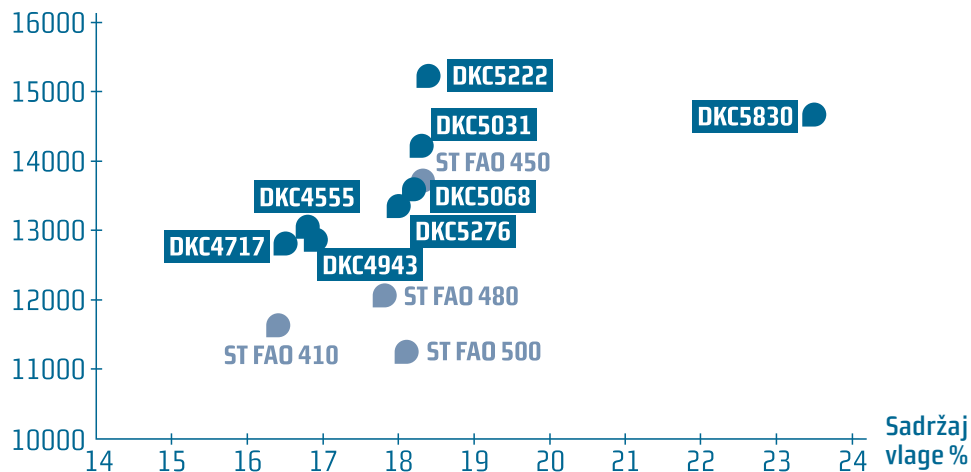 16000
15000
14000
13000
12000
11000
10000
DKC5222
DKC5830
DKC5031
ST FAO 450
DKC4555
DKC5068
DKC5276
DKC4717
DKC4943
ST FAO 480
ST FAO 410
ST FAO 500
14 15 16 17 18 19 20 21 22 23 24
Sadržaj
vlage %